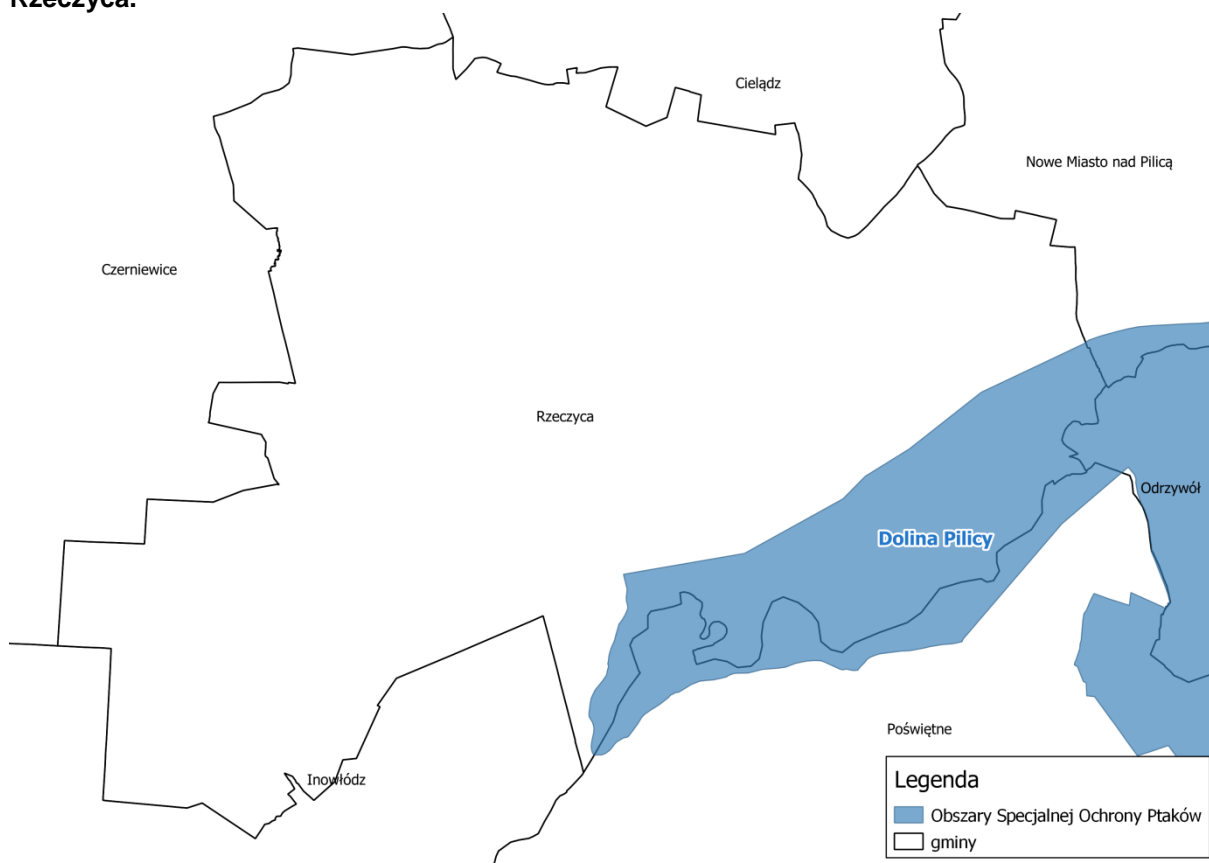 Rzeczyca.
Cielądz
Nowe Miasto nad Pilicą
Czerniewice
Rzeczyca
Odrzywół
Dolina Pilicy
Poświętne
Inowłódz
Legenda
Obszary Specjalnej Ochrony Ptaków
gminy